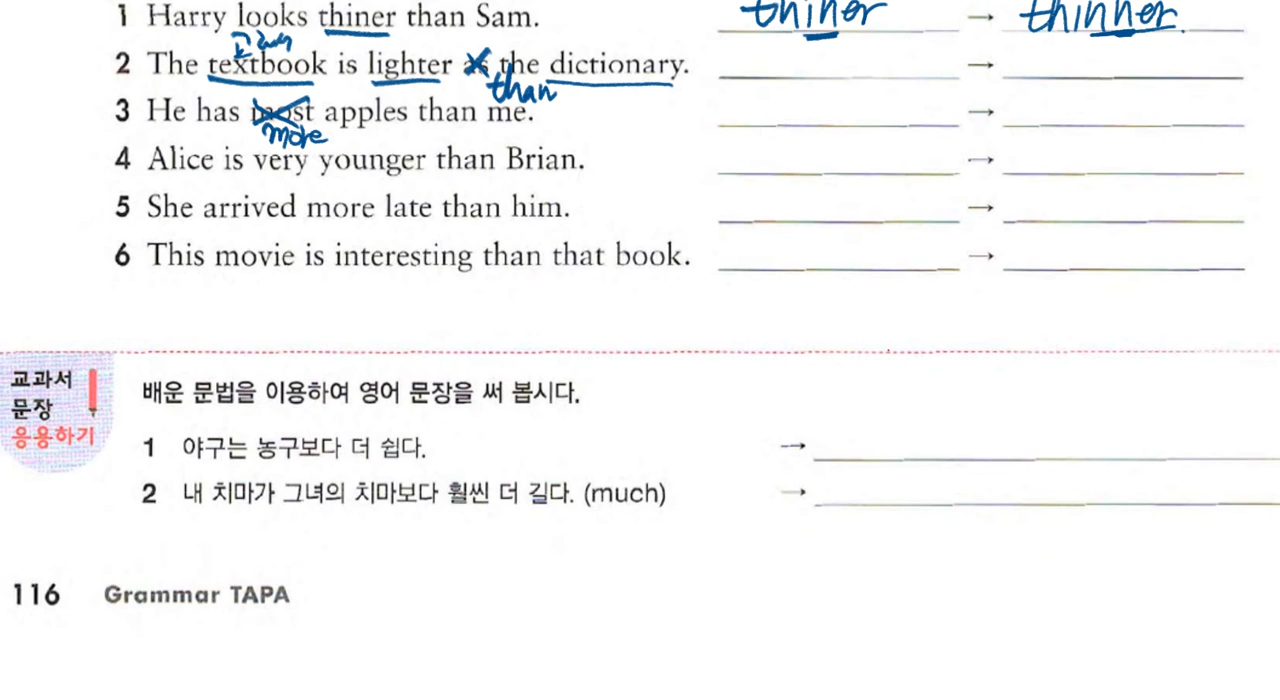 1 Harry looks thiner than Sam. thiner → thinner.
2 The textbook is lighter as the dictionary. →
than
3 He has most apples than me. →
more
4 Alice is very younger than Brian. →
5 She arrived more late than him. →
6 This movie is interesting than that book. →
교과서
문장
응용하기
배운 문법을 이용하여 영어 문장을 써 봅시다.
1 야구는 농구보다 더 쉽다. →
2 내 치마가 그녀의 치마보다 훨씬 더 길다. (much) →
116 Grammar TAPA